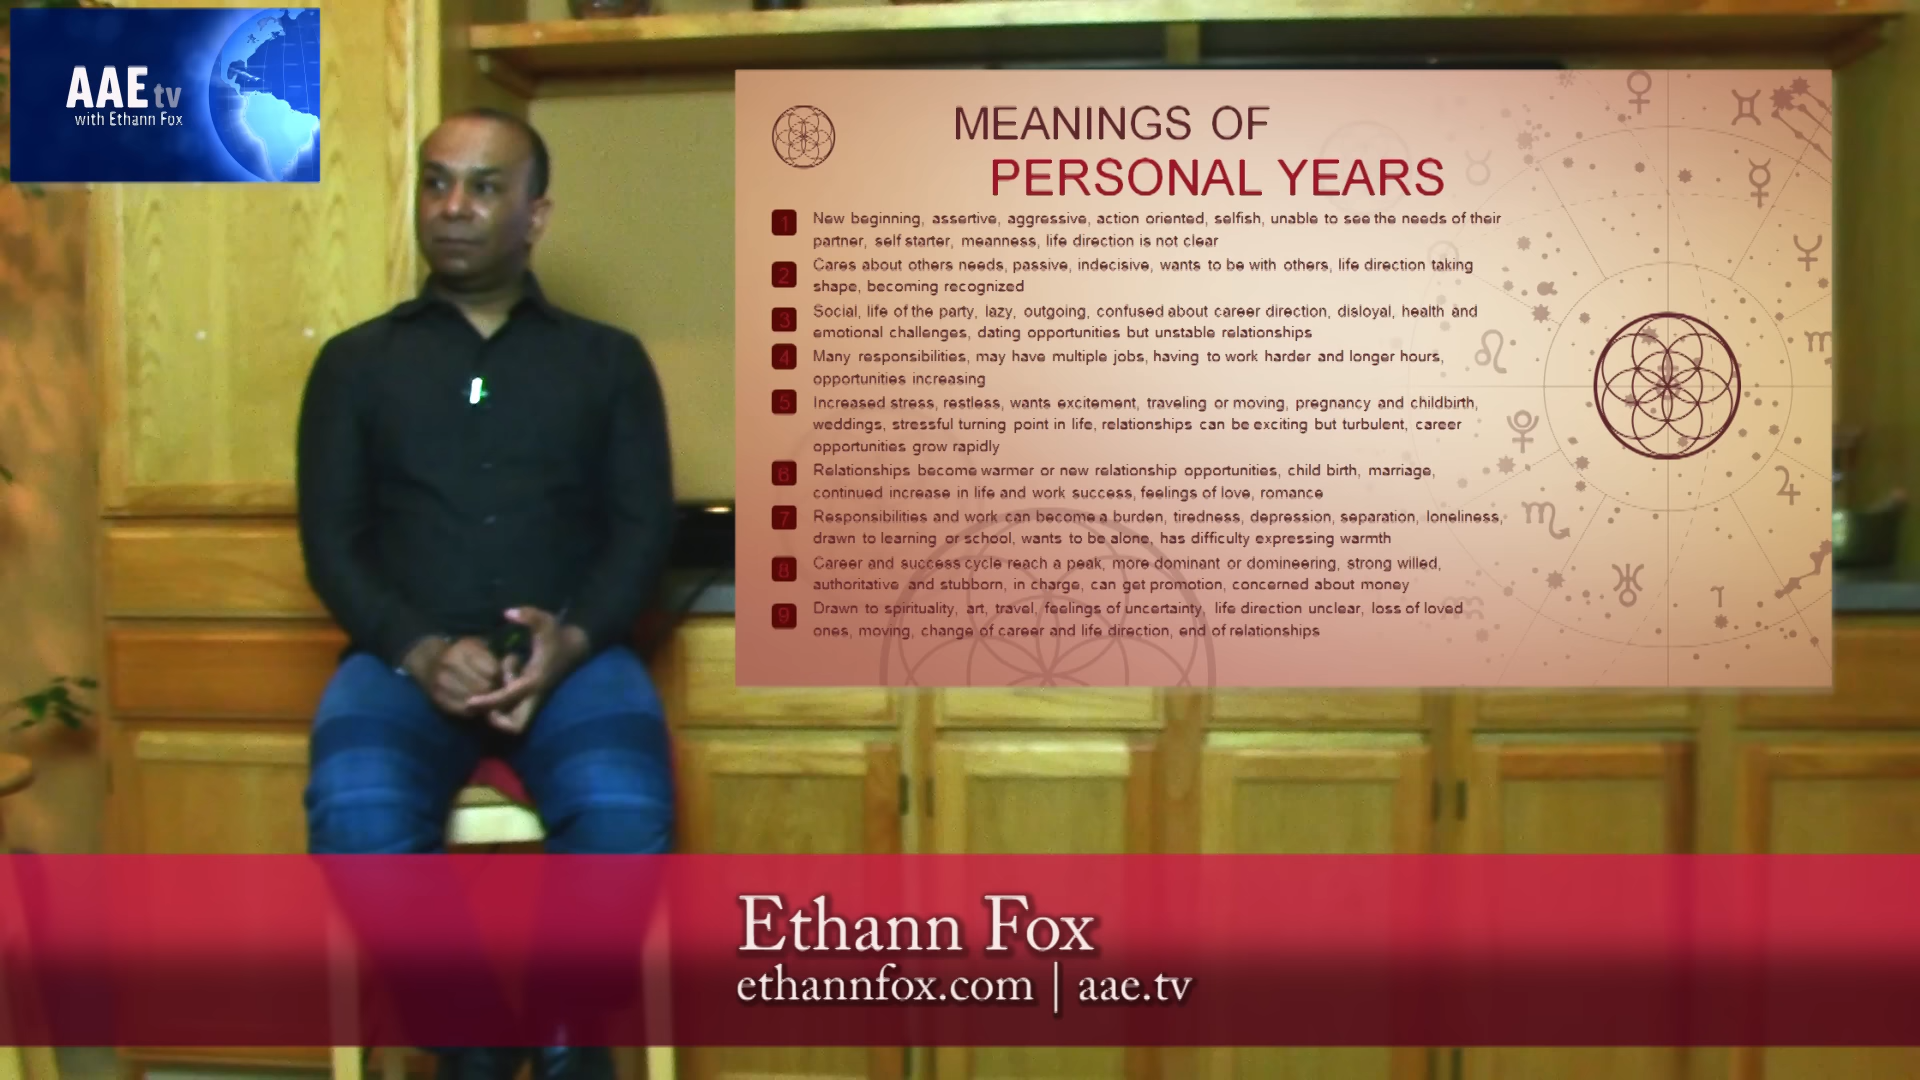 AAE tv
with Ethann Fox
MEANINGS OF
PERSONAL YEARS
1 New beginning, assertive, aggressive, action oriented, selfish, unable to see the needs of their
partner, self starter, meanness, life direction is not clear
2 Cares about others needs, passive, indecisive, wants to be with others, life direction taking
shape, becoming recognized
3 Social, life of the party, lazy, outgoing, confused about career direction, disloyal, health and
emotional challenges, dating opportunities but unstable relationships
4 Many responsibilities, may have multiple jobs, having to work harder and longer hours,
opportunities increasing
5 Increased stress, restless, wants excitement, traveling or moving, pregnancy and childbirth,
weddings, stressful turning point in life, relationships can be exciting but turbulent, career
opportunities grow rapidly
6 Relationships become warmer or new relationship opportunities, child birth, marriage,
continued increase in life and work success, feelings of love, romance
7 Responsibilities and work can become a burden, tiredness, depression, separation, loneliness,
drawn to learning or school, wants to be alone, has difficulty expressing warmth
8 Career and success cycle reach a peak, more dominant or domineering, strong willed,
authoritative and stubborn, in charge, can get promotion, concerned about money
9 Drawn to spirituality, art, travel, feelings of uncertainty, life direction unclear, loss of loved
ones, moving, change of career and life direction, end of relationships
Ethann Fox
ethannfox.com | aae.tv